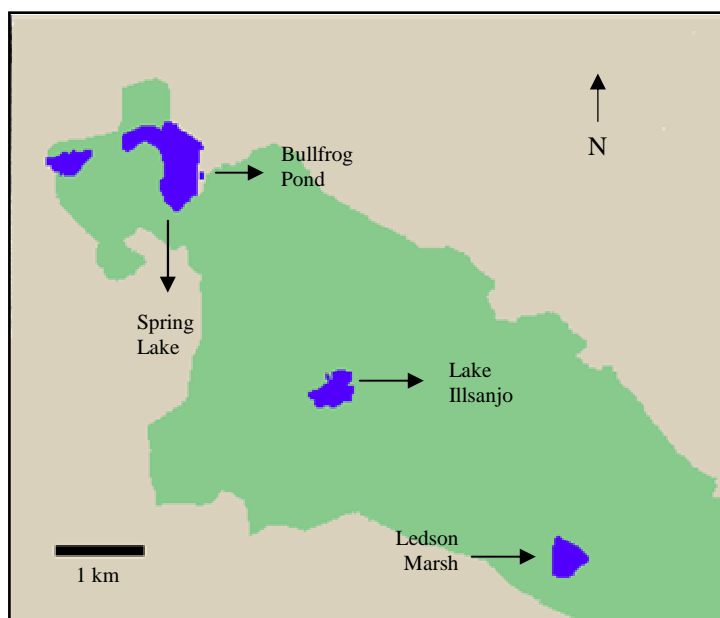 N
Bullfrog
Pond
Spring
Lake
Lake
Illsanjo
Ledson
Marsh
1 km